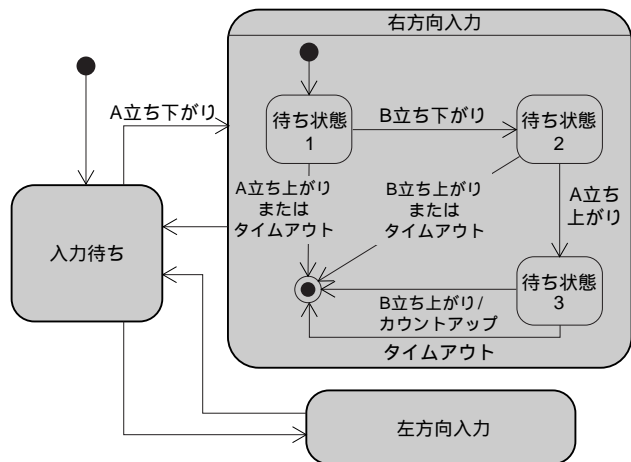 右方向入力
A立ち下がり
待ち状態
1
B立ち下がり
待ち状態
2
A立ち上がり
または
タイムアウト
B立ち上がり
または
タイムアウト
A立ち
上がり
入力待ち
待ち状態
3
B立ち上がり/
カウントアップ
タイムアウト
左方向入力